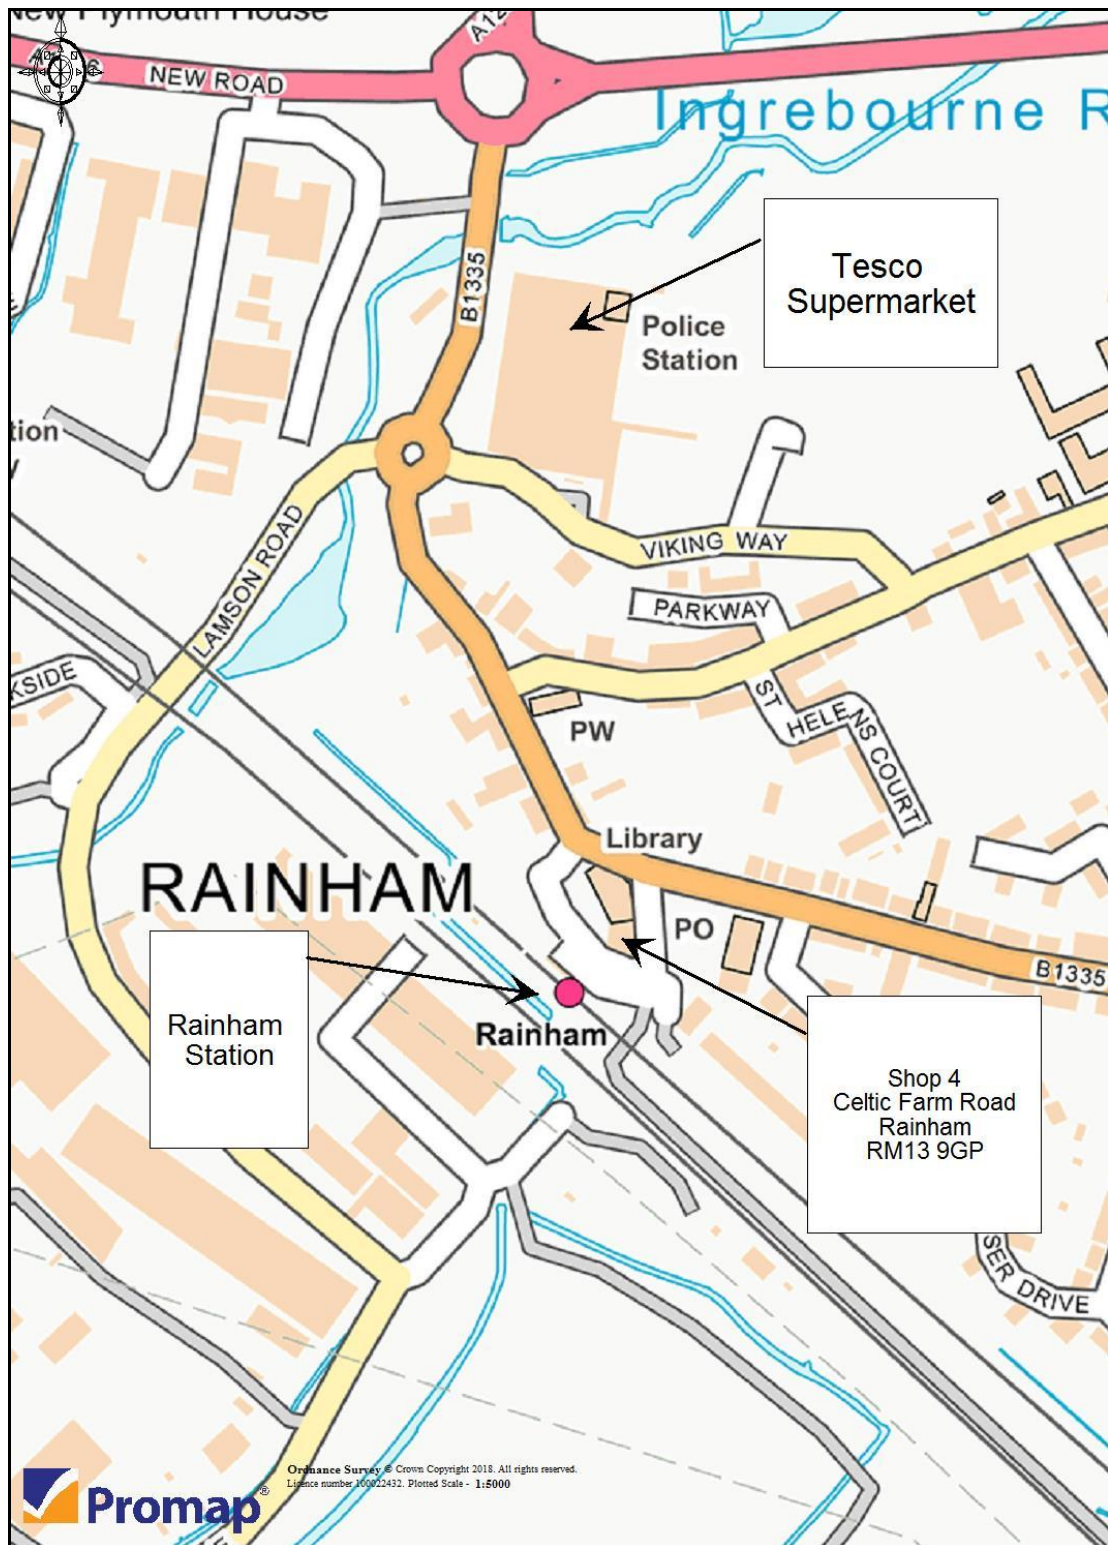 New Plymouth House
A12
NEW ROAD
Ingrebourne R
B1335
Tesco
Supermarket
Police
Station
tion
LAMSON ROAD
VIKING WAY
PARKWAY
KSIDE
ST HELENS COURT
PW
Library
RAINHAM
PO
B1335
Rainham
Station
Rainham
Shop 4
Celtic Farm Road
Rainham
RM13 9GP
SER DRIVE
Ordnance Survey © Crown Copyright 2018. All rights reserved.
Licence number 100022432. Plotted Scale - 1:5000
Promap®